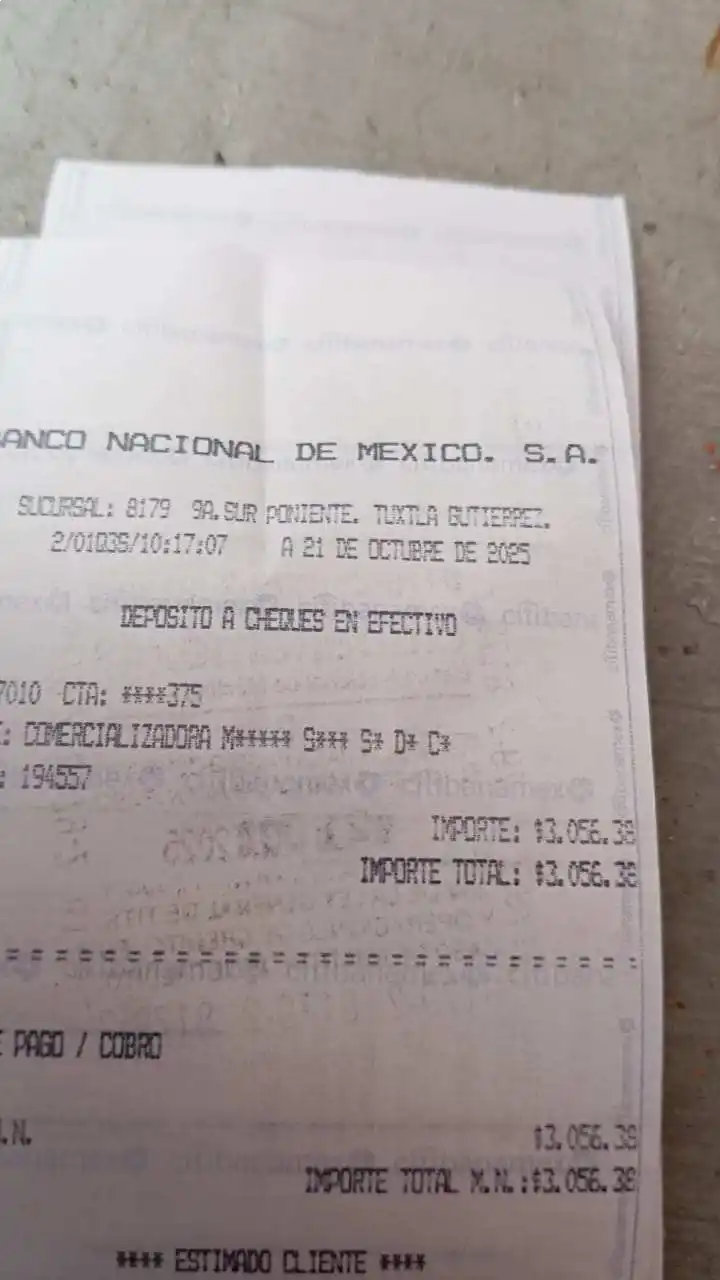 BANCO NACIONAL DE MEXICO. S.A.
SUCURSAL: 8179 9A.SUR PONIENTE. TUXTLA GUTIERREZ.
2/01Q3S/10:17:07 A 21 DE OCTUBRE DE 2025
DEPOSITO A CHEQUES EN EFECTIVO
7010 CTA: ****375
E: COMERCIALIZADORA M***** S*** S* D* C*
: 194557
IMPORTE: $3.056.38
IMPORTE TOTAL: $3.056.38
E PAGO / COBRO
.N. $3.056.38
IMPORTE TOTAL M.N.:$3.056.38
**** ESTIMADO CLIENTE ****